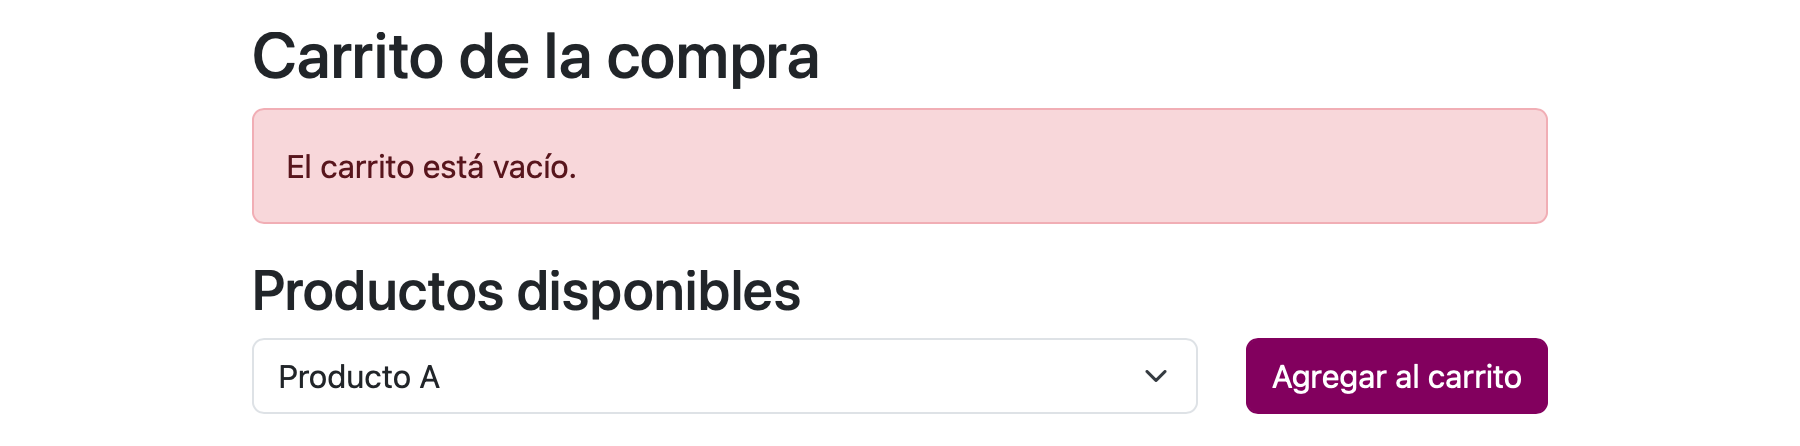 Carrito de la compra
El carrito está vacío.
Productos disponibles
Producto A
Agregar al carrito